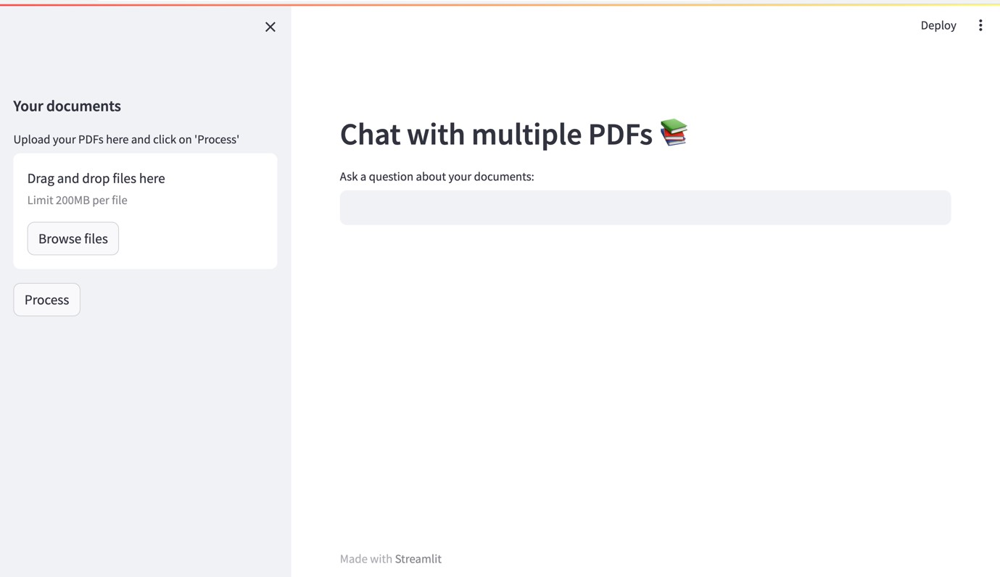 Deploy
Your documents
Upload your PDFs here and click on 'Process'
Drag and drop files here
Limit 200MB per file
Browse files
Process
Chat with multiple PDFs 📚
Ask a question about your documents:
Made with Streamlit